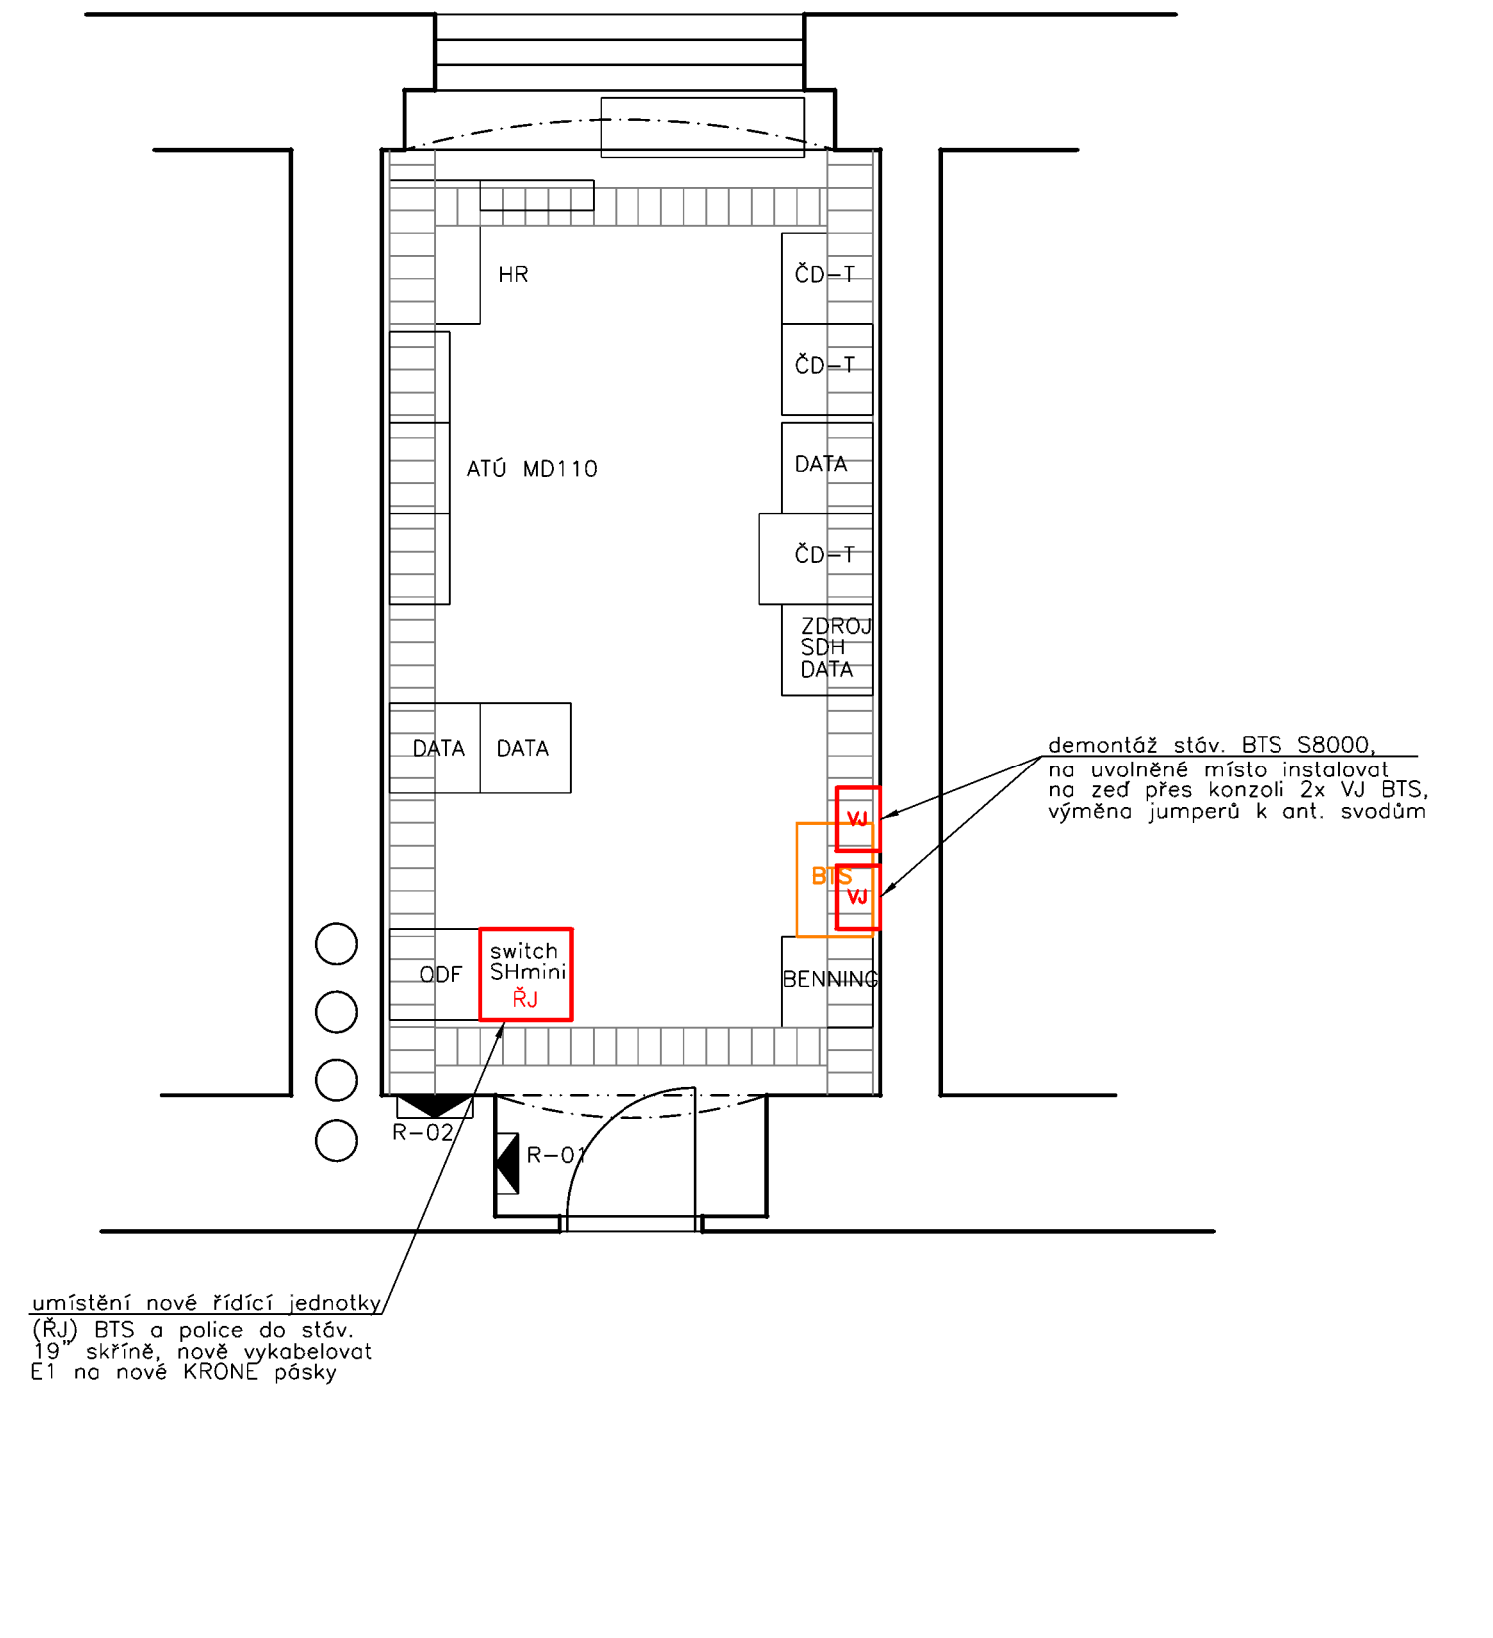 HR
ČD-T
ČD-T
ATÚ MD110
DATA
ČD-T
ZDROJ
SDH
DATA
DATA
DATA
demontáž stáv. BTS S8000,
na uvolněné místo instalovat
na zeď přes konzoli 2x VJ BTS,
výměna jumperů k ant. svodům
VJ
BTS
VJ
switch
SHmini
ŘJ
ODF
BENNING
R-02
R-01
umístění nové řídící jednotky
(ŘJ) BTS a police do stáv.
19" skříně, nově vykabelovat
E1 na nové KRONE pásky